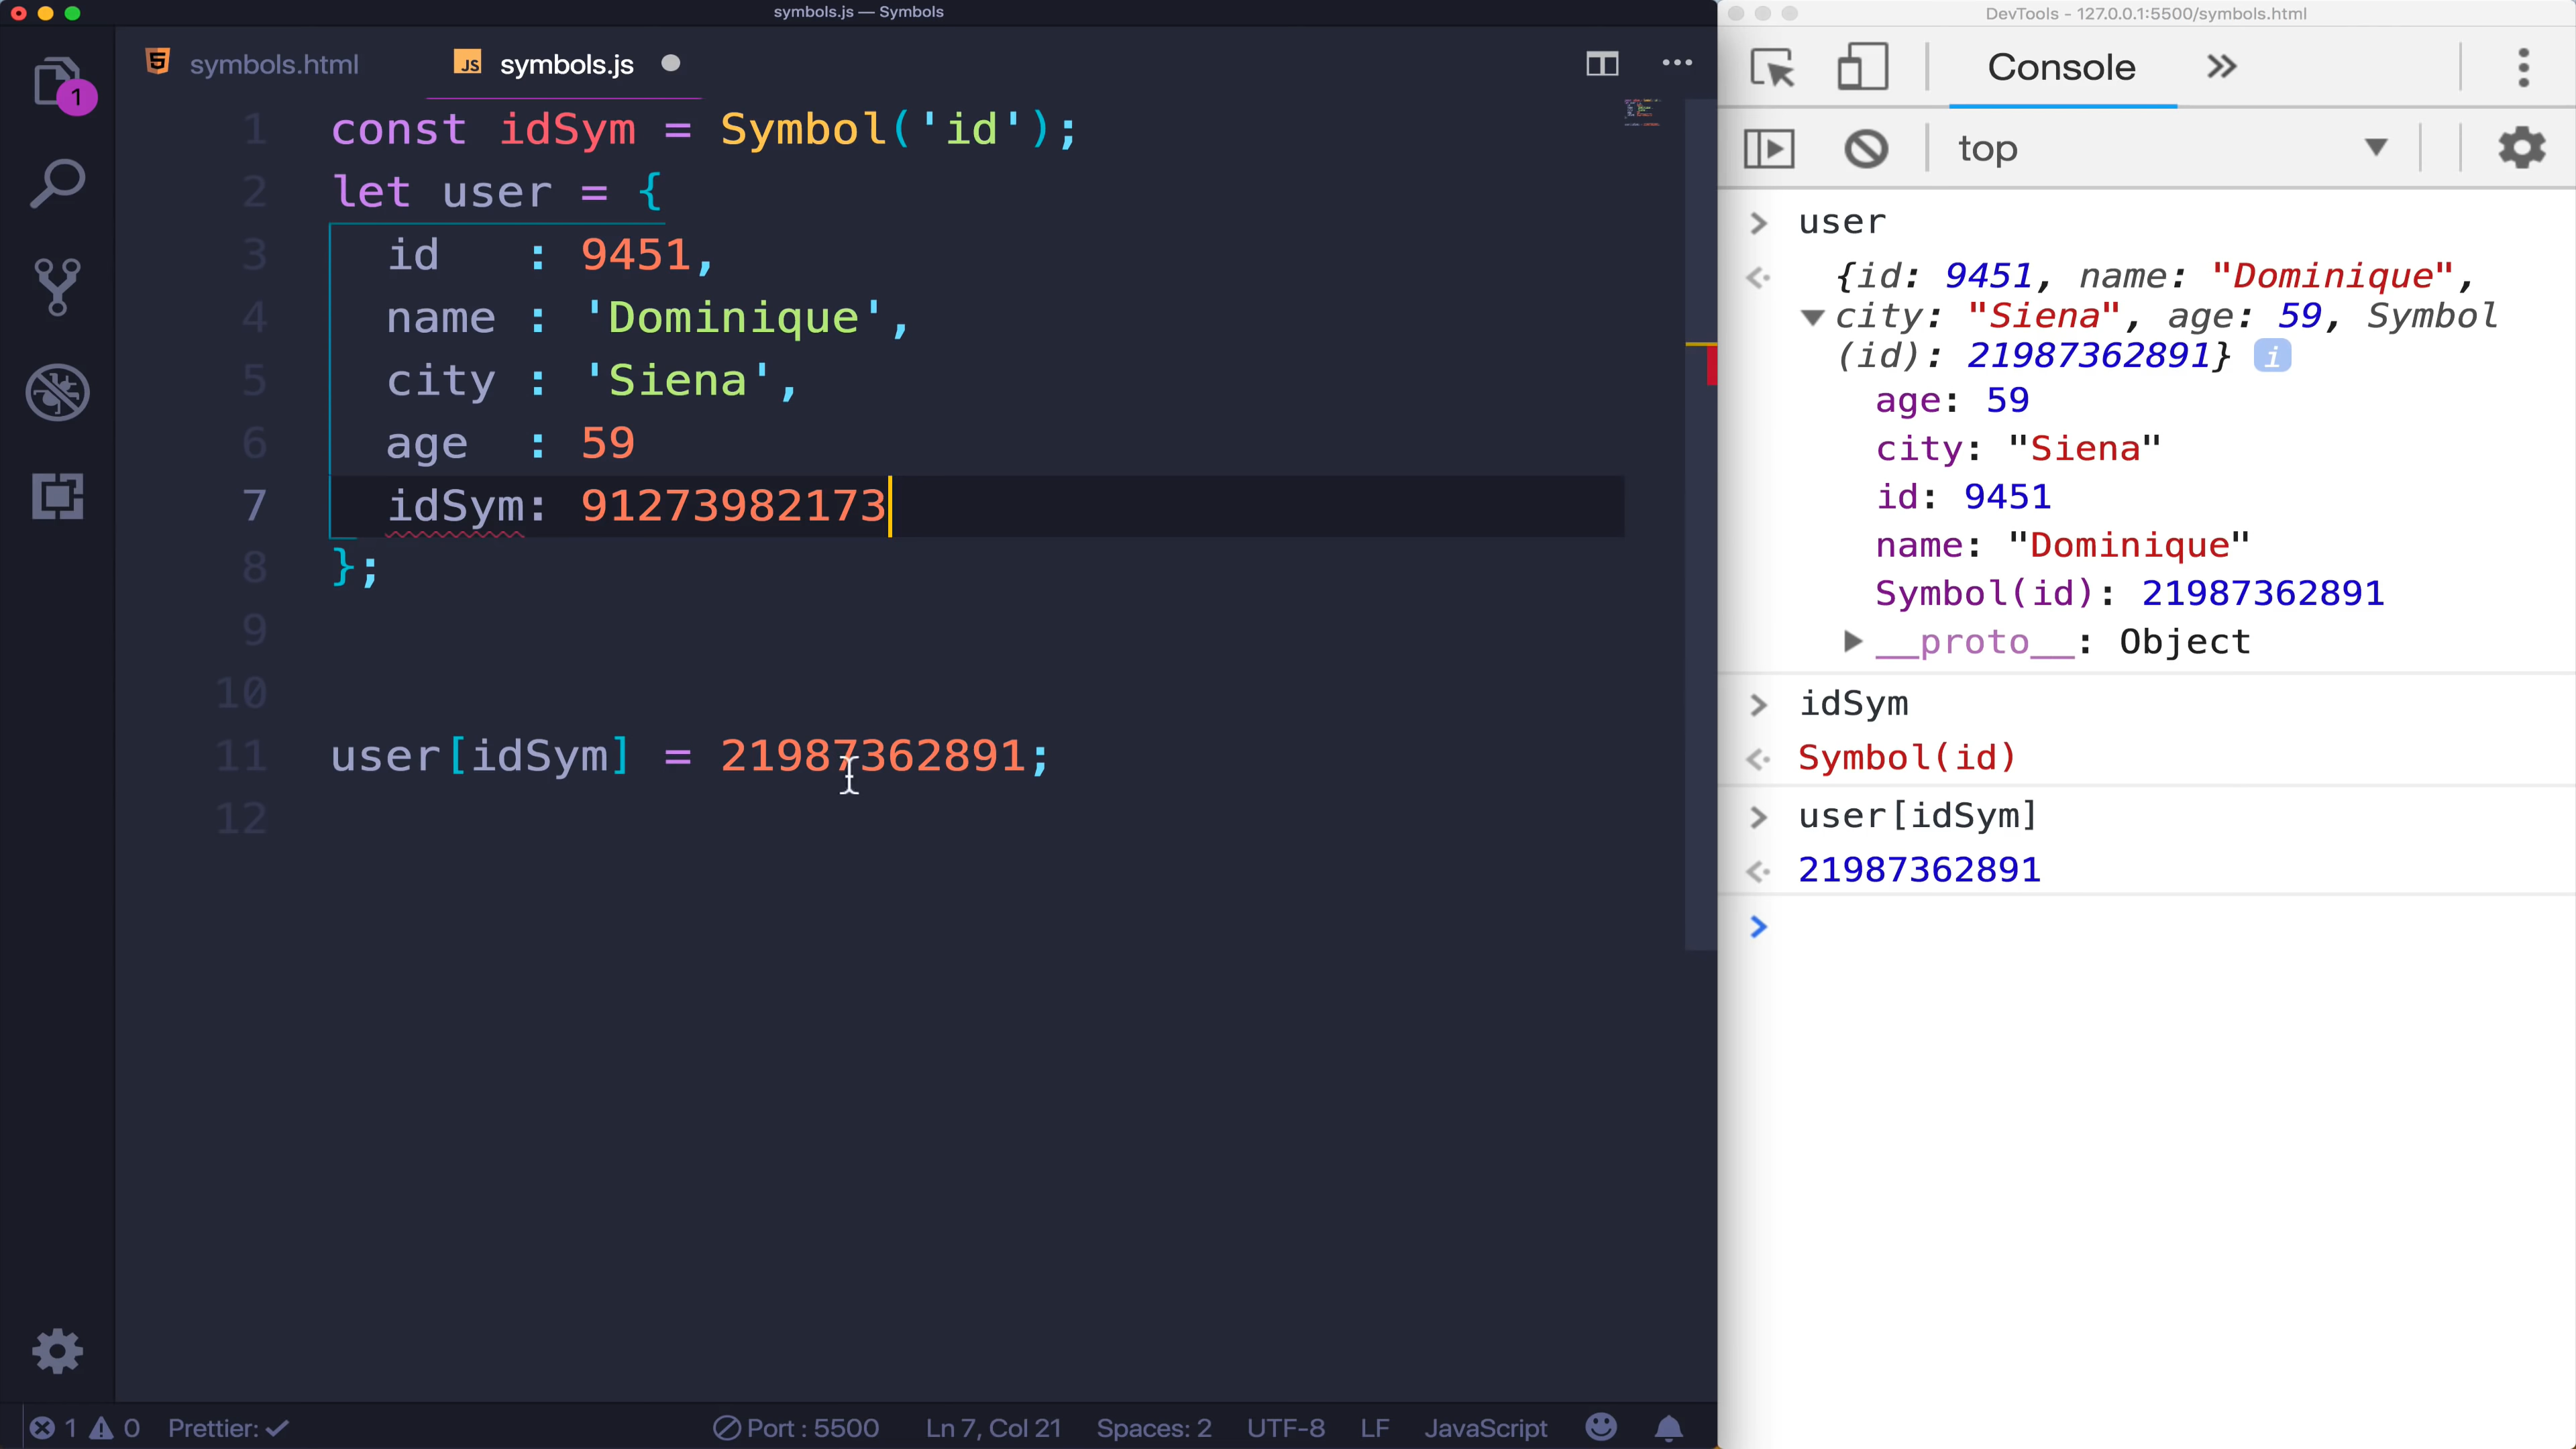 symbols.js — Symbols
symbols.html
JS symbols.js
1
1 const idSym = Symbol('id');
2 let user = {
3 id : 9451,
4 name : 'Dominique',
5 city : 'Siena',
6 age : 59
7 idSym: 91273982173
8 };
9
10
11 user[idSym] = 21987362891;
12
1 0 Prettier: ✓ Port : 5500 Ln 7, Col 21 Spaces: 2 UTF-8 LF JavaScript
DevTools - 127.0.0.1:5500/symbols.html
Console »
top
> user
{id: 9451, name: "Dominique",
city: "Siena", age: 59, Symbol
(id): 21987362891} i
age: 59
city: "Siena"
id: 9451
name: "Dominique"
Symbol(id): 21987362891
__proto__: Object
> idSym
Symbol(id)
> user[idSym]
21987362891
>